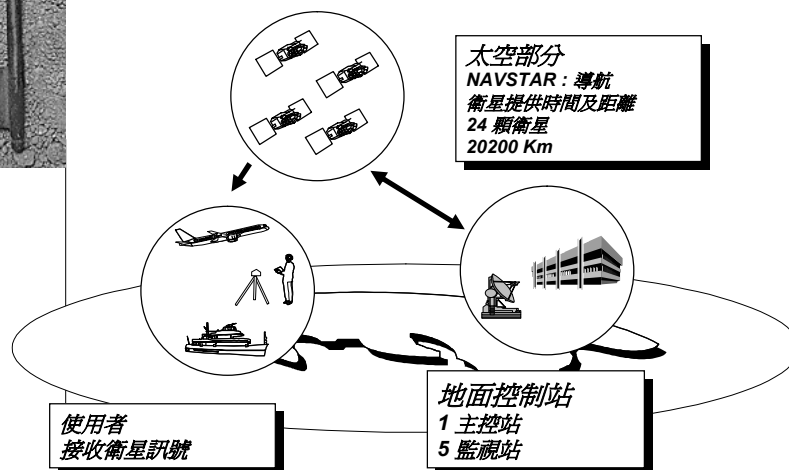 太空部分
NAVSTAR : 導航
衛星提供時間及距離
24 顆衛星
20200 Km
使用者
接收衛星訊號
地面控制站
1 主控站
5 監視站